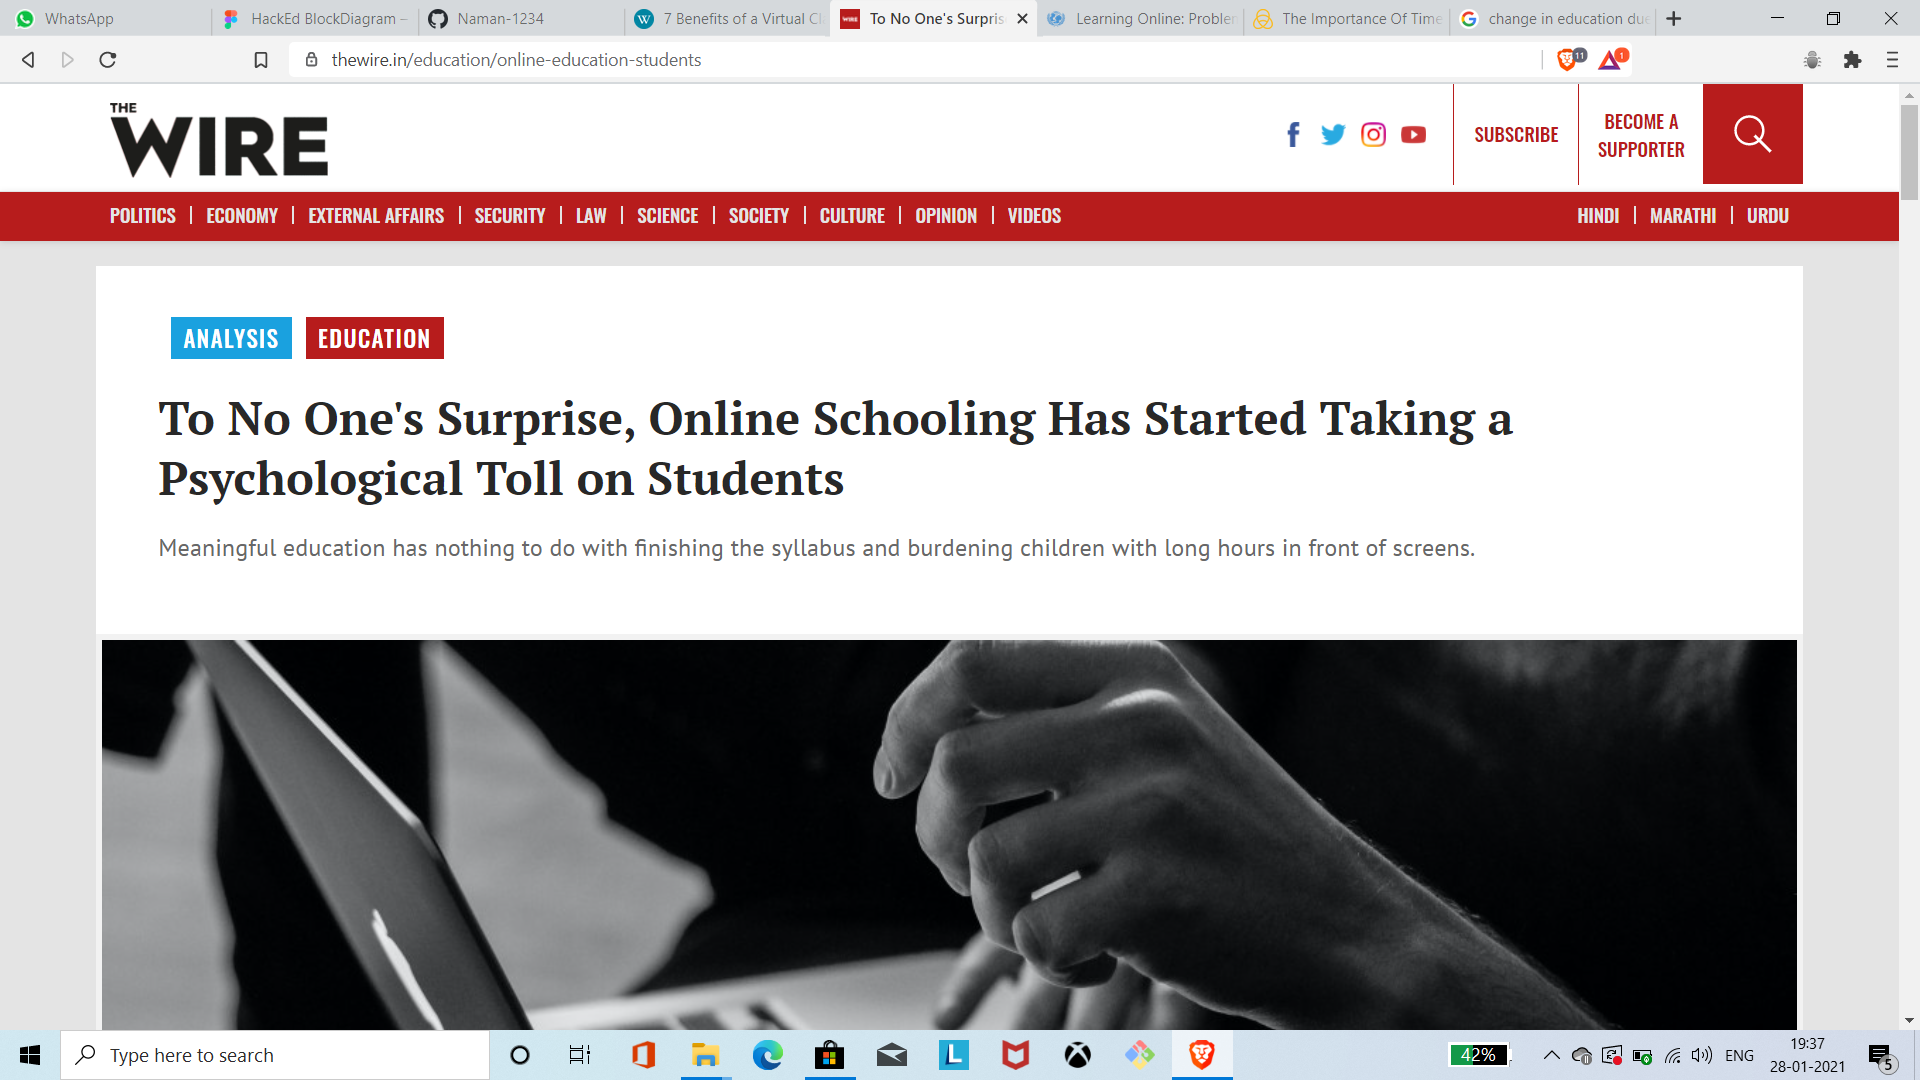 WhatsApp
HackEd BlockDiagram –
Naman-1234
7 Benefits of a Virtual Cl
To No One's Surpris
Learning Online: Problem
The Importance Of Time
change in education due
thewire.in/education/online-education-students
11
1
THE
WIRE
SUBSCRIBE
BECOME A
SUPPORTER
POLITICS | ECONOMY | EXTERNAL AFFAIRS | SECURITY | LAW | SCIENCE | SOCIETY | CULTURE | OPINION | VIDEOS
HINDI | MARATHI | URDU
ANALYSIS EDUCATION
To No One's Surprise, Online Schooling Has Started Taking a
Psychological Toll on Students
Meaningful education has nothing to do with finishing the syllabus and burdening children with long hours in front of screens.
Type here to search
L
42%
ENG
19:37
28-01-2021
5